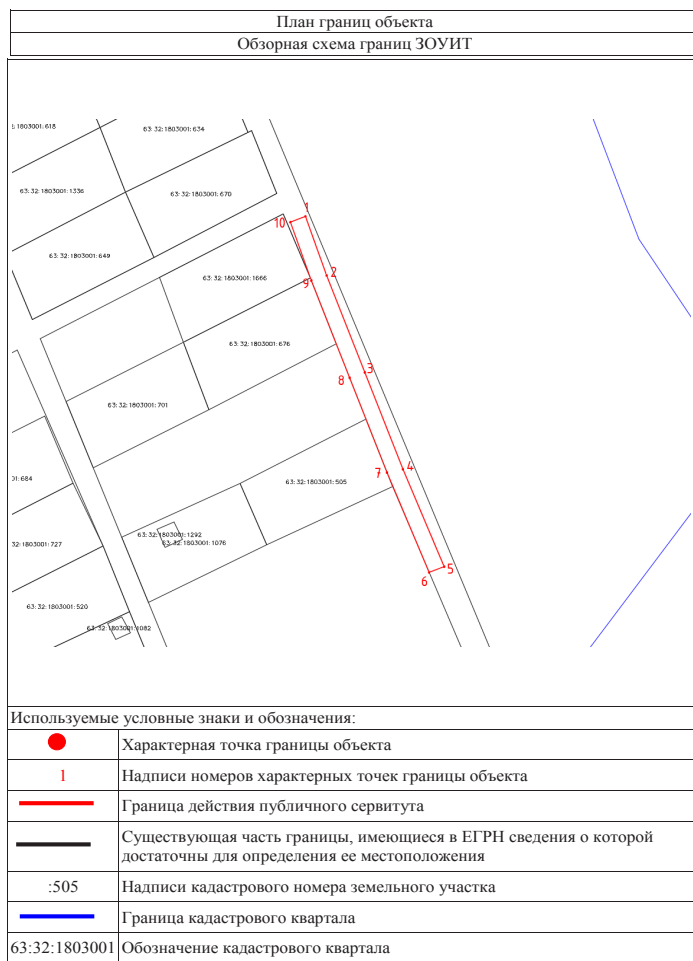 План границ объекта
Обзорная схема границ ЗОУИТ
:1803001:618
63:32:1803001:634
63:32:1803001:1336
63:32:1803001:670
1
10
63:32:1803001:649
2
9
63:32:1803001:1666
63:32:1803001:676
3
8
63:32:1803001:701
4
7
01:684
63:32:1803001:505
63:32:1803001:1292
63:32:1803001:1076
32:1803001:727
5
6
63:32:1803001:520
63:32:1803001:1082
Используемые условные знаки и обозначения:
Характерная точка границы объекта
1 Надписи номеров характерных точек границы объекта
Граница действия публичного сервитута
Существующая часть границы, имеющиеся в ЕГРН сведения о которой
достаточны для определения ее местоположения
:505 Надписи кадастрового номера земельного участка
Граница кадастрового квартала
63:32:1803001 Обозначение кадастрового квартала